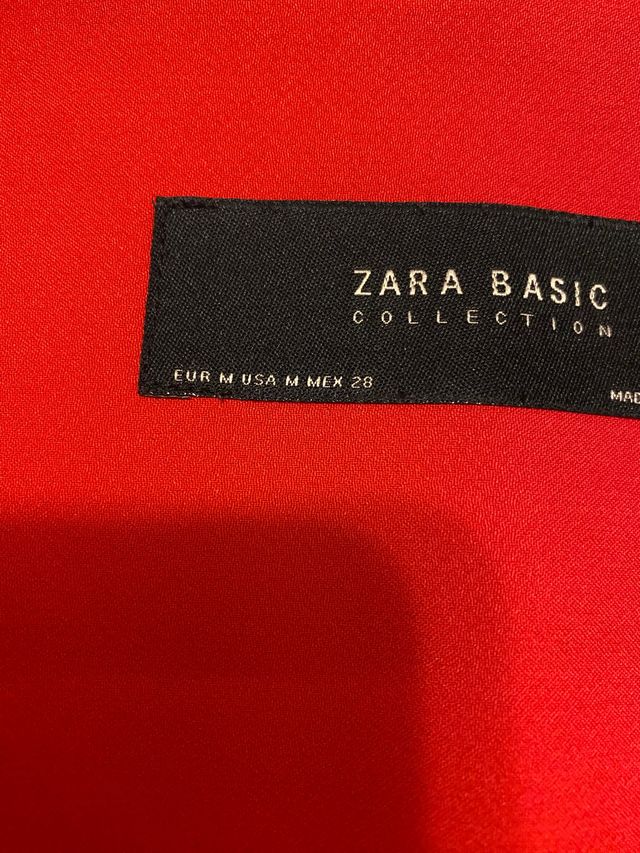 ZARA BASIC
COLLECTION
EUR M USA M MEX 28